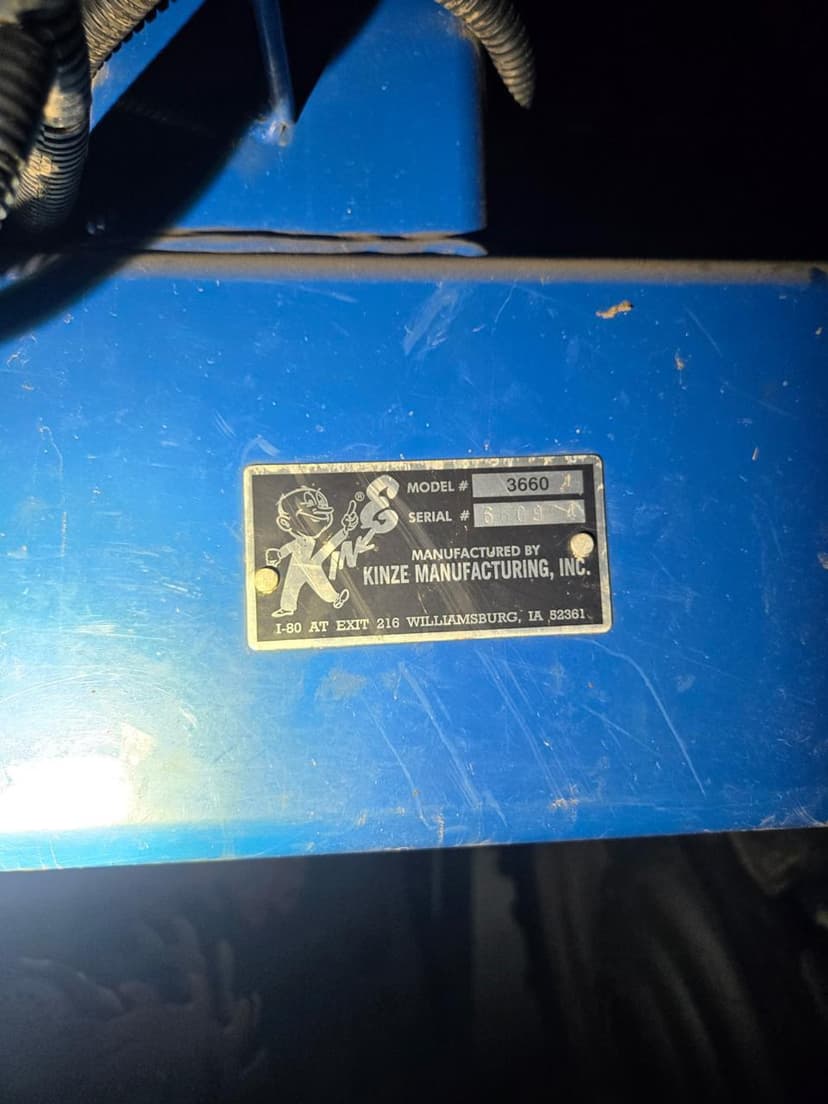 KINZE ®
MODEL # 3660 A
SERIAL #
MANUFACTURED BY
KINZE MANUFACTURING, INC.
I-80 AT EXIT 216 WILLIAMSBURG, IA 52361